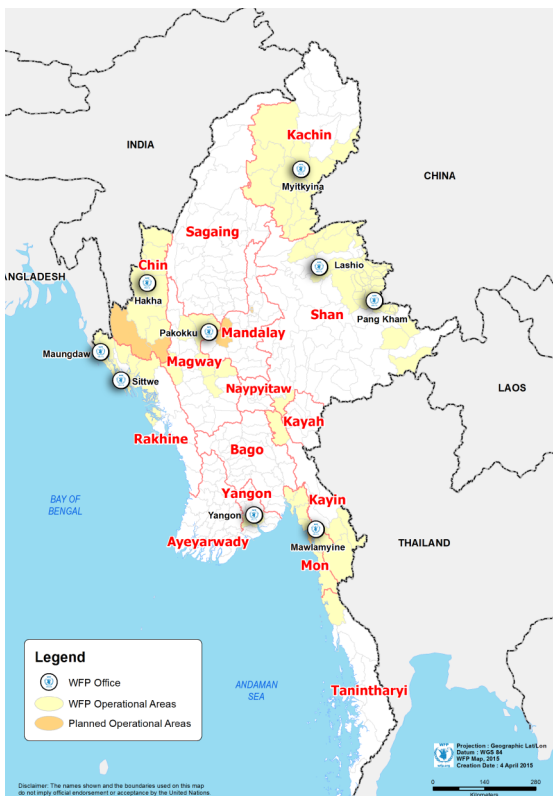 Kachin
INDIA
CHINA
Myitkyina
Sagaing
Chin
Lashio
ANGLADESH
Hakha
Shan
Pang Kham
Pakokku
Mandalay
Maungdaw
Magway
Sittwe
Naypyitaw
LAOS
Kayah
Rakhine
Bago
BAY OF
BENGAL
Yangon
Kayin
Yangon
Ayeyarwady
Mawlamyine
THAILAND
Mon
Legend
WFP Office
WFP Operational Areas
Planned Operational Areas
ANDAMAN
SEA
Tanintharyi
WFP
Projection : Geographic Lat/Lon
Datum : WGS 84
WFP Map, 2015
Creation Date : 4 April 2015
0 140 280
Kilometers
Disclaimer: The names shown and the boundaries used on this map
do not imply official endorsement or acceptance by the United Nations.